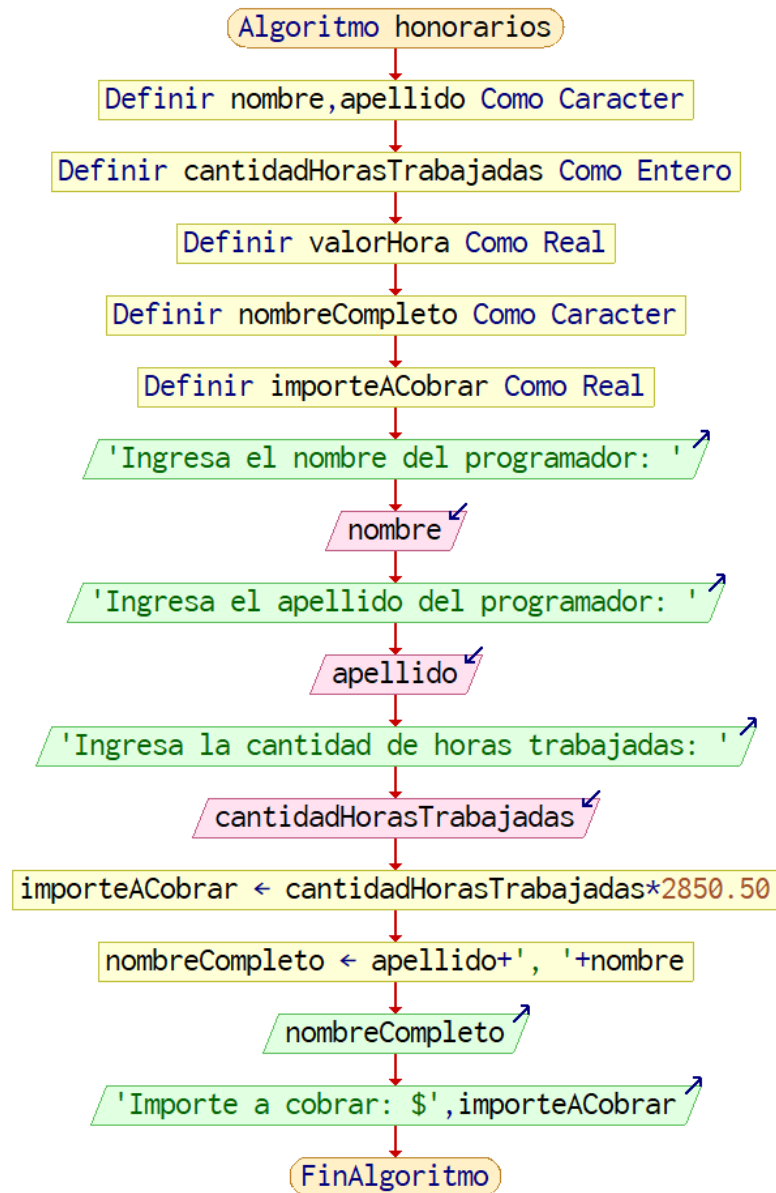 Algoritmo honorarios
Definir nombre,apellido Como Caracter
Definir cantidadHorasTrabajadas Como Entero
Definir valorHora Como Real
Definir nombreCompleto Como Caracter
Definir importeACobrar Como Real
'Ingresa el nombre del programador: '
nombre
'Ingresa el apellido del programador: '
apellido
'Ingresa la cantidad de horas trabajadas: '
cantidadHorasTrabajadas
importeACobrar ← cantidadHorasTrabajadas*2850.50
nombreCompleto ← apellido+', '+nombre
nombreCompleto
'Importe a cobrar: $',importeACobrar
FinAlgoritmo